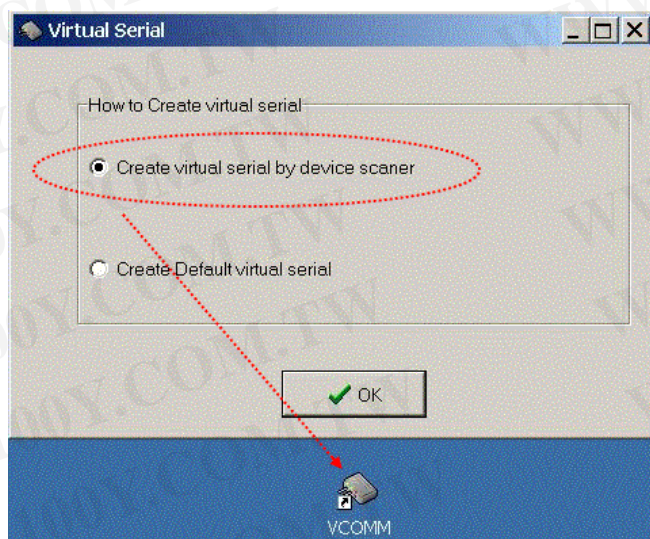 Virtual Serial
How to Create virtual serial
Create virtual serial by device scaner
Create Default virtual serial
OK
VCOMM